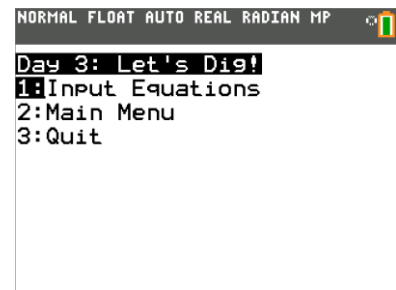 NORMAL FLOAT AUTO REAL RADIAN MP
Day 3: Let's Dig!
1:Input Equations
2:Main Menu
3:Quit